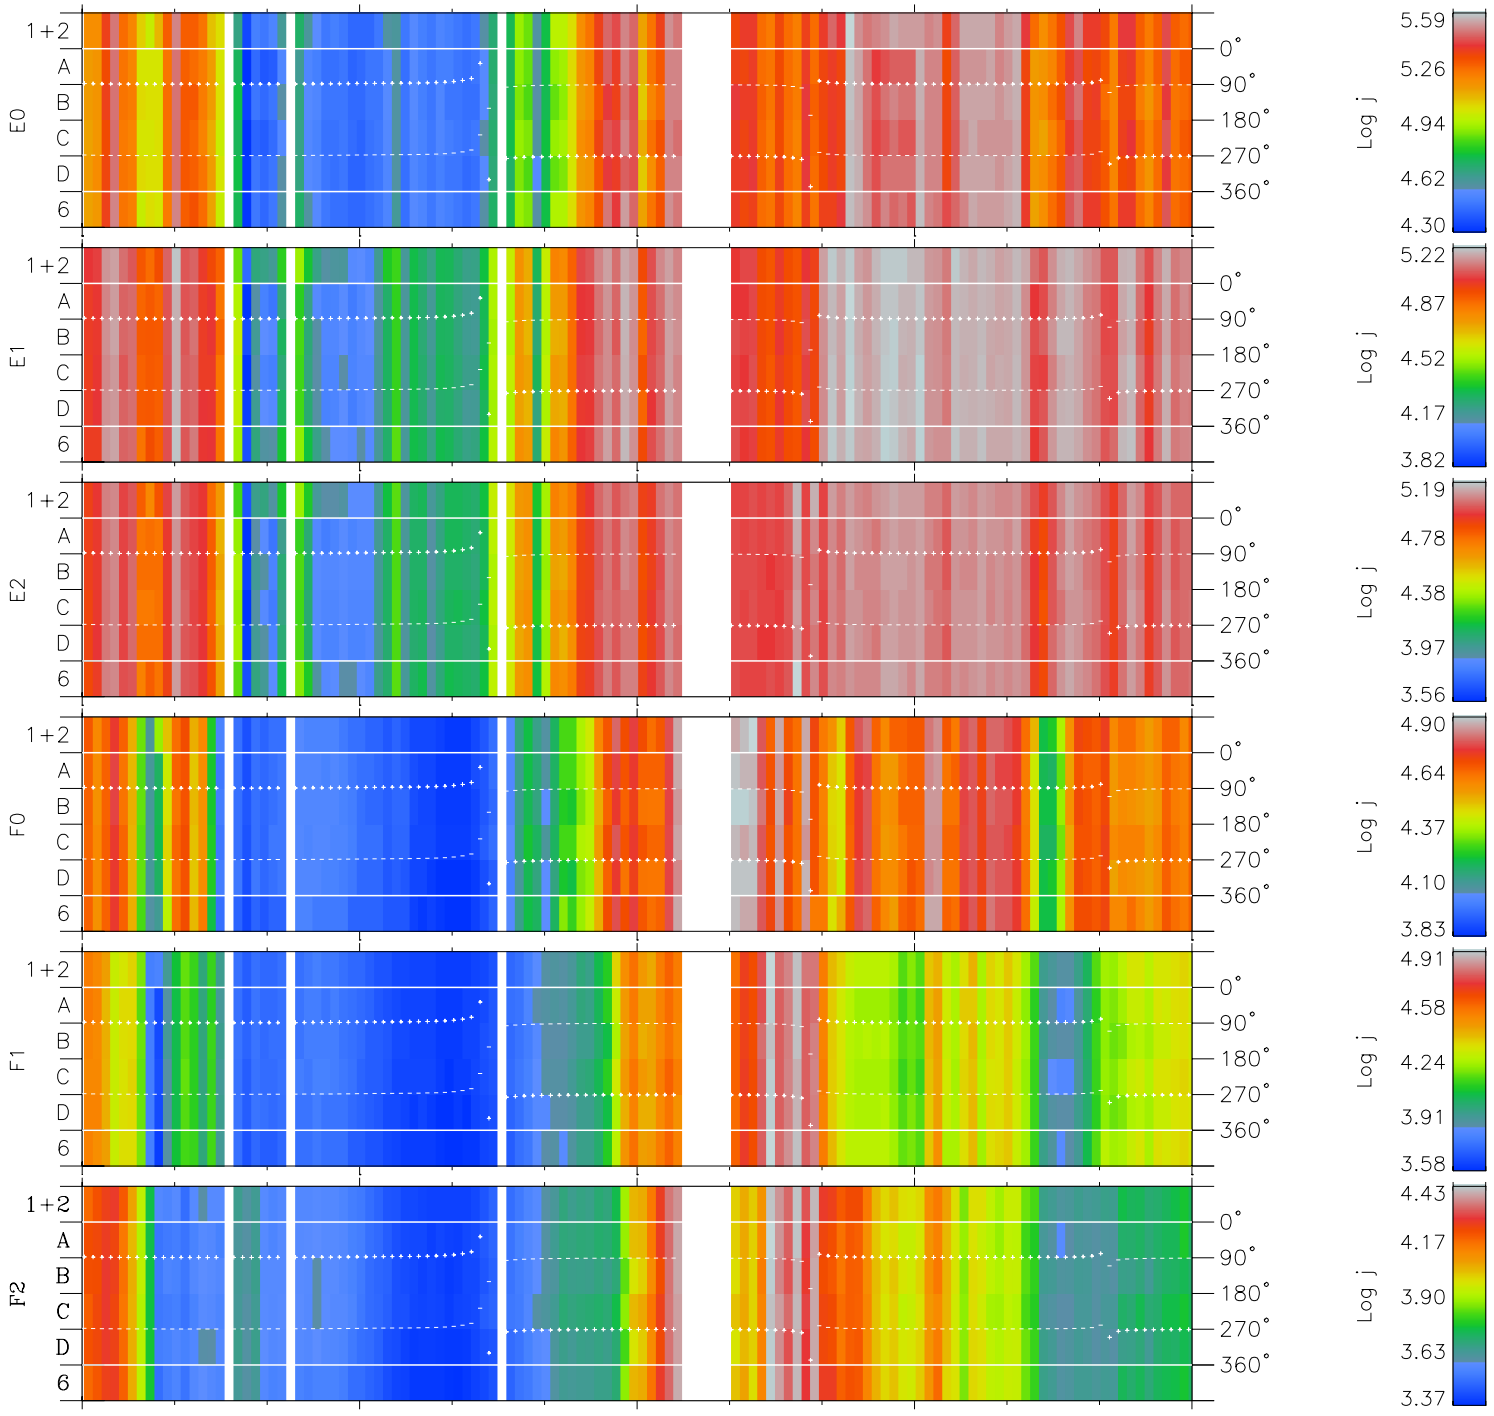 E0
1+2
A
B
C
D
6
0°
90°
180°
270°
360°
Log j
5.59
5.26
4.94
4.62
4.30
E1
1+2
A
B
C
D
6
0°
90°
180°
270°
360°
Log j
5.22
4.87
4.52
4.17
3.82
E2
1+2
A
B
C
D
6
0°
90°
180°
270°
360°
Log j
5.19
4.78
4.38
3.97
3.56
F0
1+2
A
B
C
D
6
0°
90°
180°
270°
360°
Log j
4.90
4.64
4.37
4.10
3.83
F1
1+2
A
B
C
D
6
0°
90°
180°
270°
360°
Log j
4.91
4.58
4.24
3.91
3.58
F2
1+2
A
B
C
D
6
0°
90°
180°
270°
360°
Log j
4.43
4.17
3.90
3.63
3.37